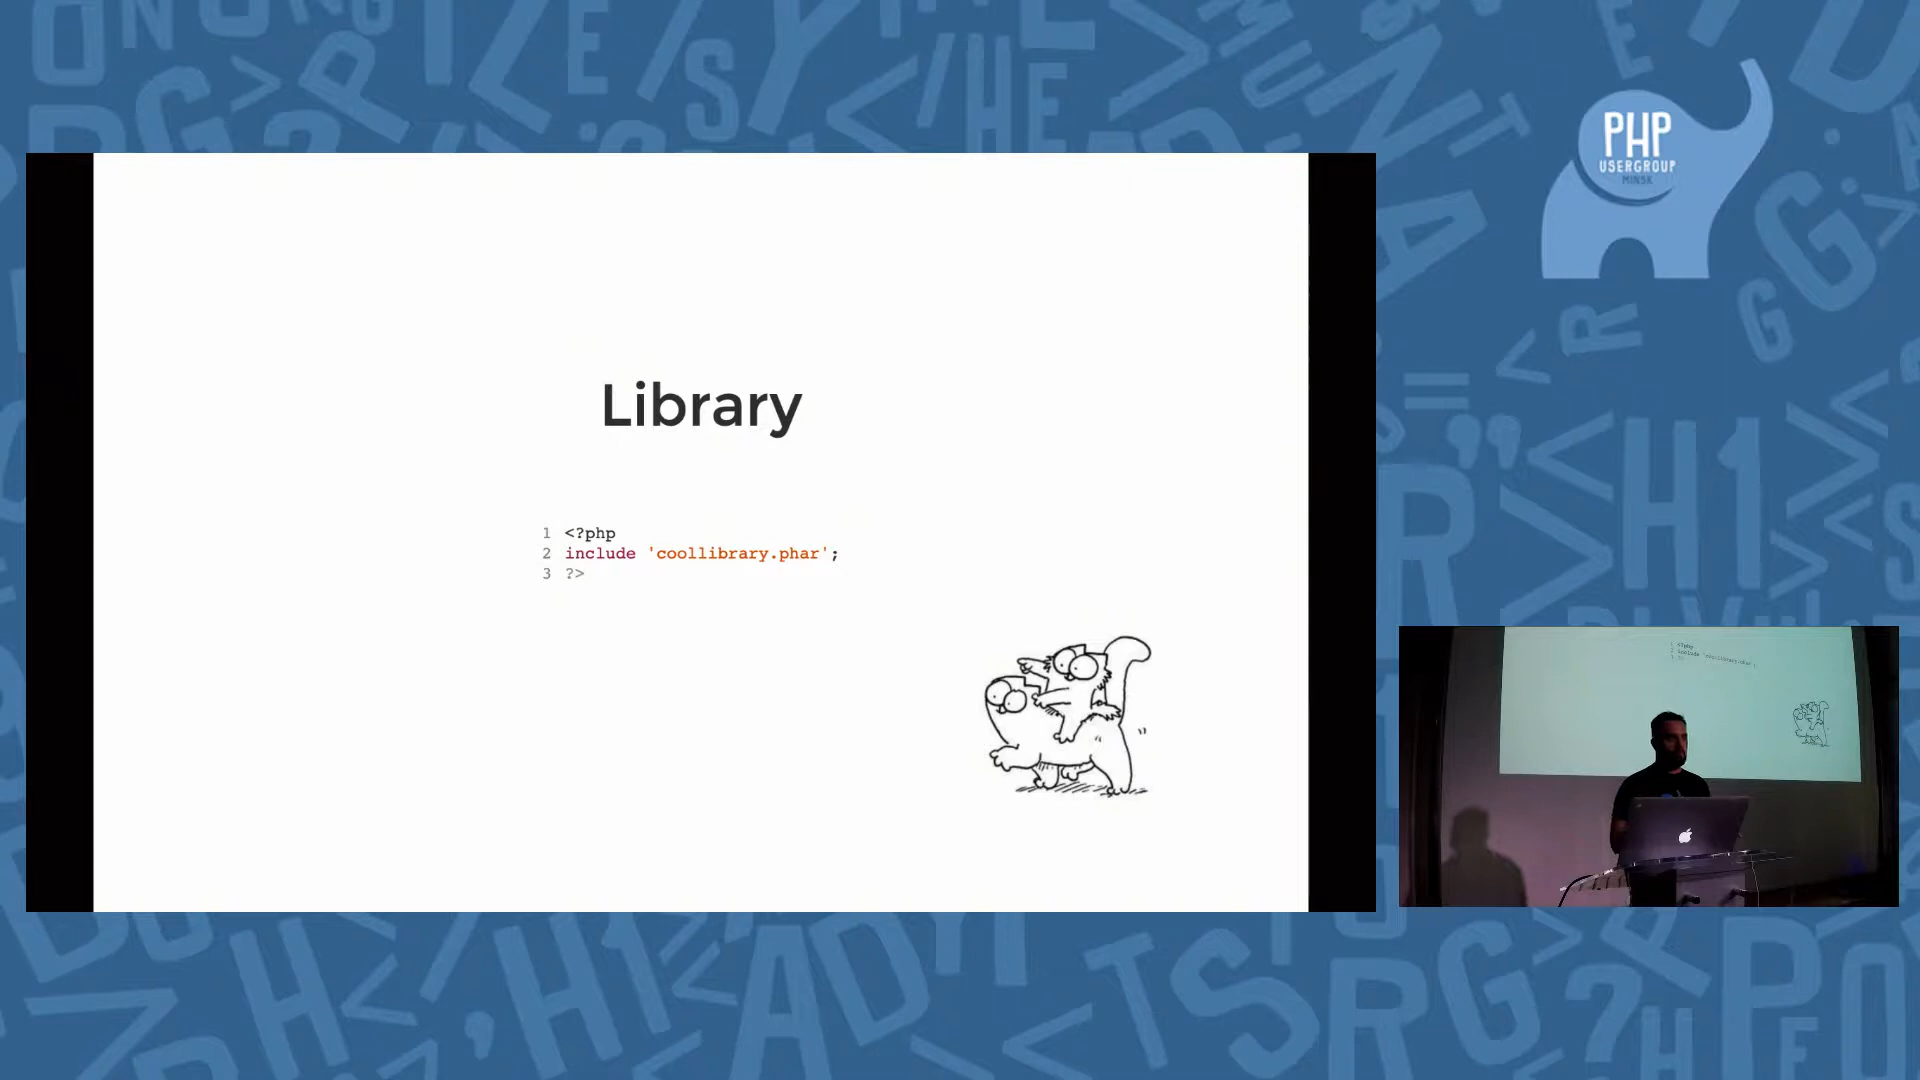 Library
1 <?php
2 include 'coollibrary.phar';
3 ?>
PHP
USERGROUP
MINSK